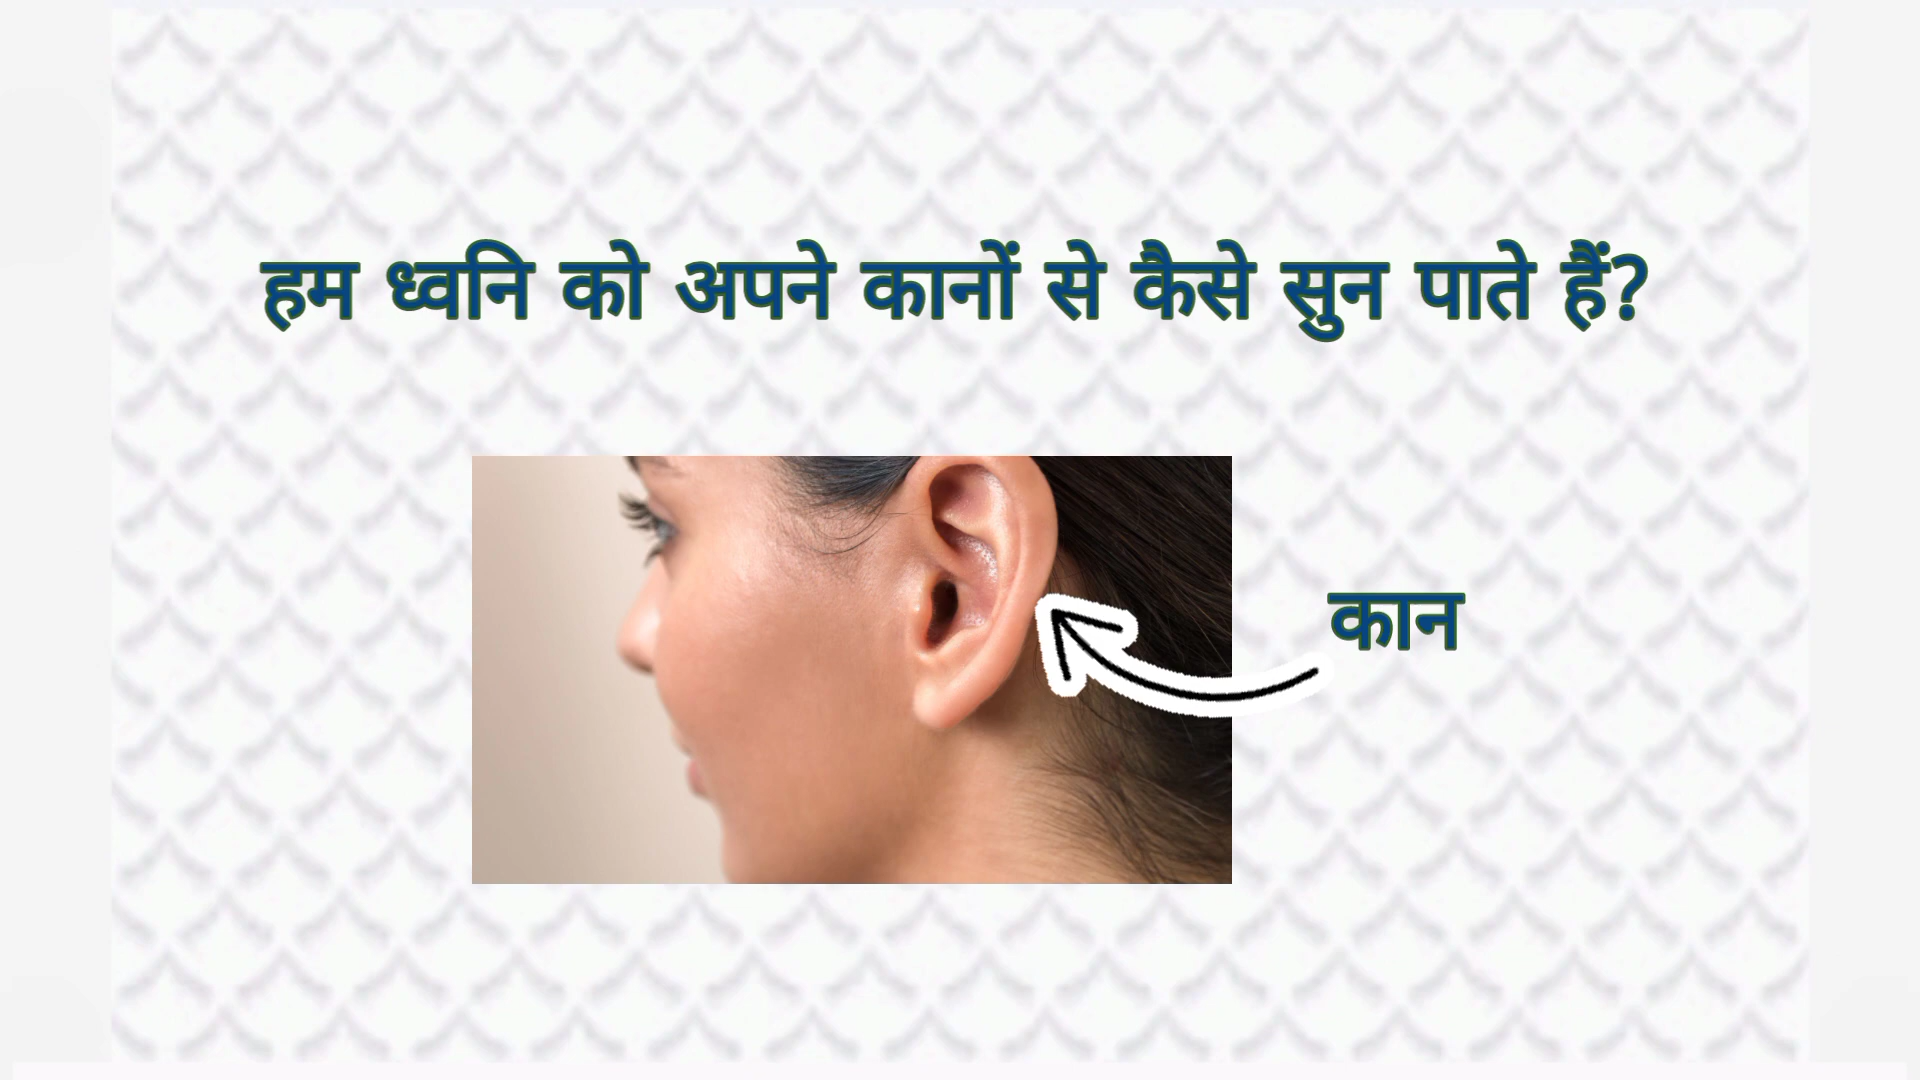 हम ध्वनि को अपने कानों से कैसे सुन पाते हैं?
कान